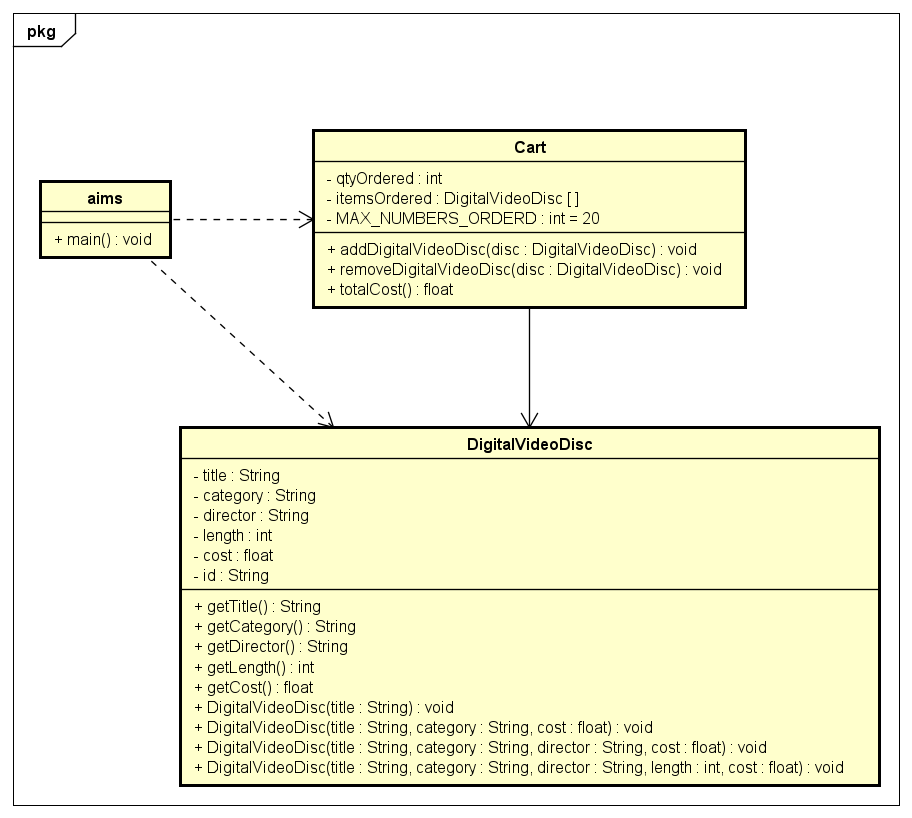 pkg
Cart
- qtyOrdered : int
- itemsOrdered : DigitalVideoDisc [ ]
- MAX_NUMBERS_ORDERD : int = 20
+ addDigitalVideoDisc(disc : DigitalVideoDisc) : void
+ removeDigitalVideoDisc(disc : DigitalVideoDisc) : void
+ totalCost() : float
aims
+ main() : void
DigitalVideoDisc
- title : String
- category : String
- director : String
- length : int
- cost : float
- id : String
+ getTitle() : String
+ getCategory() : String
+ getDirector() : String
+ getLength() : int
+ getCost() : float
+ DigitalVideoDisc(title : String) : void
+ DigitalVideoDisc(title : String, category : String, cost : float) : void
+ DigitalVideoDisc(title : String, category : String, director : String, cost : float) : void
+ DigitalVideoDisc(title : String, category : String, director : String, length : int, cost : float) : void